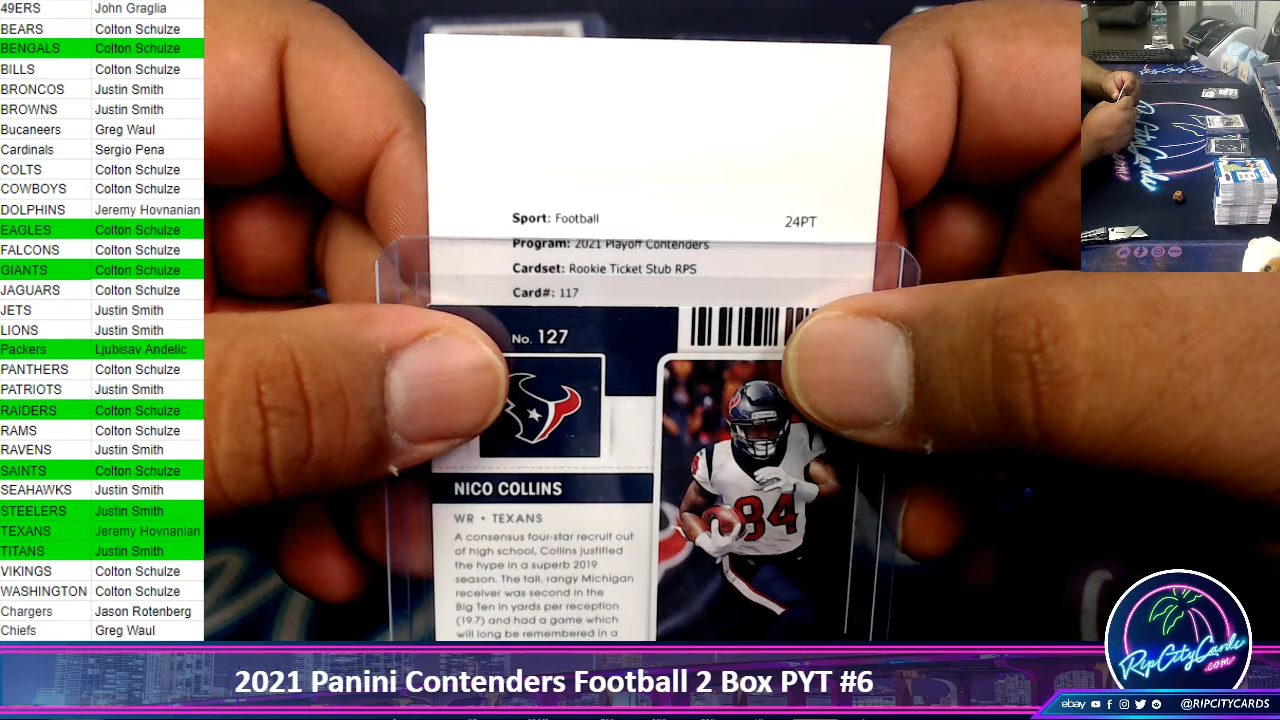 49ERS John Graglia
BEARS Colton Schulze
BENGALS Colton Schulze
BILLS Colton Schulze
BRONCOS Justin Smith
BROWNS Justin Smith
Bucaneers Greg Waul
Cardinals Sergio Pena
COLTS Colton Schulze
COWBOYS Colton Schulze
DOLPHINS Jeremy Hovnanian
EAGLES Colton Schulze
FALCONS Colton Schulze
GIANTS Colton Schulze
JAGUARS Colton Schulze
JETS Justin Smith
LIONS Justin Smith
Packers Ljubisav Andelic
PANTHERS Colton Schulze
PATRIOTS Justin Smith
RAIDERS Colton Schulze
RAMS Colton Schulze
RAVENS Justin Smith
SAINTS Colton Schulze
SEAHAWKS Justin Smith
STEELERS Justin Smith
TEXANS Jeremy Hovnanian
TITANS Justin Smith
VIKINGS Colton Schulze
WASHINGTON Colton Schulze
Chargers Jason Rotenberg
Chiefs Greg Waul
Sport: Football 24PT
Program: 2021 Playoff Contenders
Cardset: Rookie Ticket Stub RPS
Card#: 117
No. 127
NICO COLLINS
WR • TEXANS
A consensus four-star recruit out
of high school, Collins justified
the hype in a superb 2019
season. The tall, rangy Michigan
receiver was second in the
Big Ten in yards per reception
(19.7) and had a game which
will long be remembered in a
84
2021 Panini Contenders Football 2 Box PYT #6
RipCityCards
.com
ebay @RIPCITYCARDS